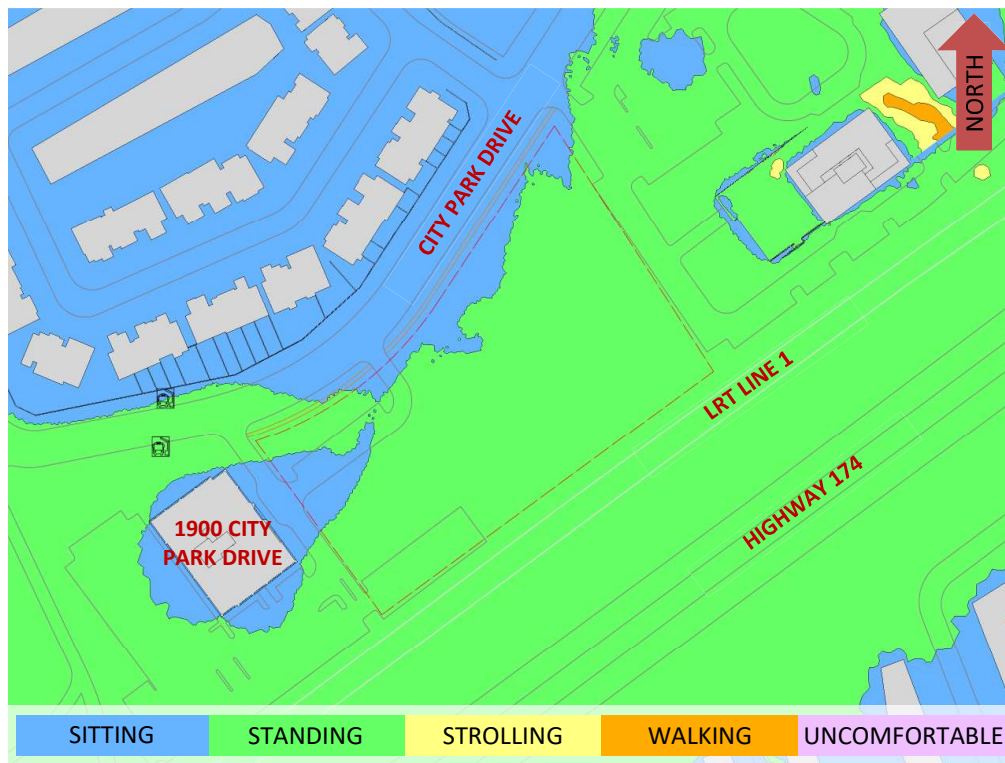 NORTH
CITY PARK DRIVE
LRT LINE 1
HIGHWAY 174
1900 CITY
PARK DRIVE
SITTING
STANDING
STROLLING
WALKING
UNCOMFORTABLE